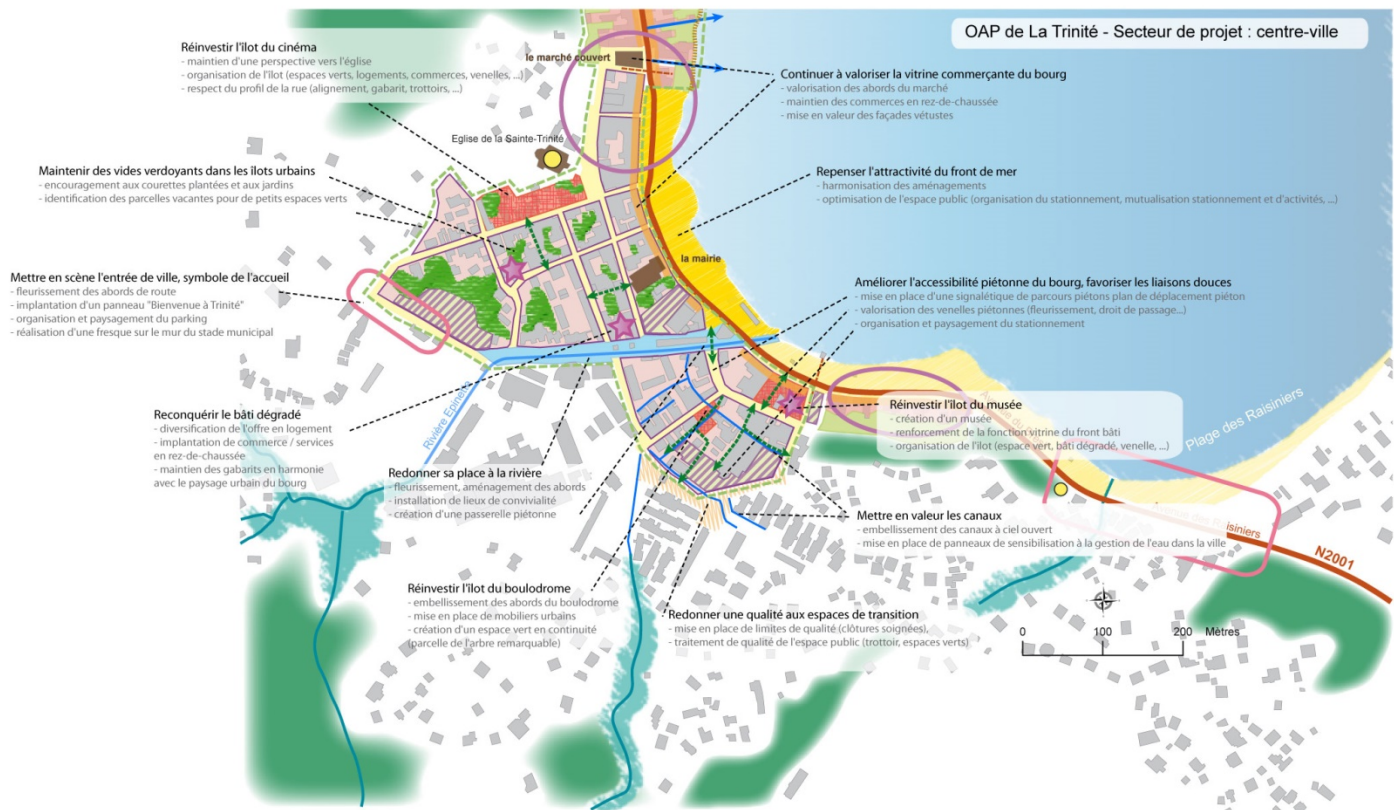 OAP de La Trinité - Secteur de projet : centre-ville
Réinvestir l'îlot du cinéma
- maintien d'une perspective vers l'église
- organisation de l'îlot (espaces verts, logements, commerces, venelles, ...)
- respect du profil de la rue (alignement, gabarit, trottoirs, ...)
le marché couvert
Continuer à valoriser la vitrine commerçante du bourg
- valorisation des abords du marché
- maintien des commerces en rez-de-chaussée
- mise en valeur des façades vétustes
Eglise de la Sainte-Trinité
Maintenir des vides verdoyants dans les îlots urbains
- encouragement aux courettes plantées et aux jardins
- identification des parcelles vacantes pour de petits espaces verts
Repenser l'attractivité du front de mer
- harmonisation des aménagements
- optimisation de l'espace public (organisation du stationnement, mutualisation stationnement et d'activités, ...)
la mairie
Mettre en scène l'entrée de ville, symbole de l'accueil
- fleurissement des abords de route
- implantation d'un panneau "Bienvenue à Trinité"
- organisation et paysagement du parking
- réalisation d'une fresque sur le mur du stade municipal
Améliorer l'accessibilité piétonne du bourg, favoriser les liaisons douces
- mise en place d'une signalétique de parcours piétons plan de déplacement piéton
- valorisation des venelles piétonnes (fleurissement, droit de passage...)
- organisation et paysagement du stationnement
Rivière Epinette
Réinvestir l'îlot du musée
- création d'un musée
- renforcement de la fonction vitrine du front bâti
- organisation de l'îlot (espace vert, bâti dégradé, venelle, ...)
Plage des Raisiniers
Reconquérir le bâti dégradé
- diversification de l'offre en logement
- implantation de commerce / services
en rez-de-chaussée
- maintien des gabarits en harmonie
avec le paysage urbain du bourg
Redonner sa place à la rivière
- fleurissement, aménagement des abords
- installation de lieux de convivialité
- création d'une passerelle piétonne
Mettre en valeur les canaux
- embellissement des canaux à ciel ouvert
- mise en place de panneaux de sensibilisation à la gestion de l'eau dans la ville
Avenue des Raisiniers
N2001
Réinvestir l'îlot du boulodrome
- embellissement des abords du boulodrome
- mise en place de mobiliers urbains
- création d'un espace vert en continuité
(parcelle de l'arbre remarquable)
Redonner une qualité aux espaces de transition
- mise en place de limites de qualité (clôtures soignées),
- traitement de qualité de l'espace public (trottoir, espaces verts)
0 100 200 Mètres